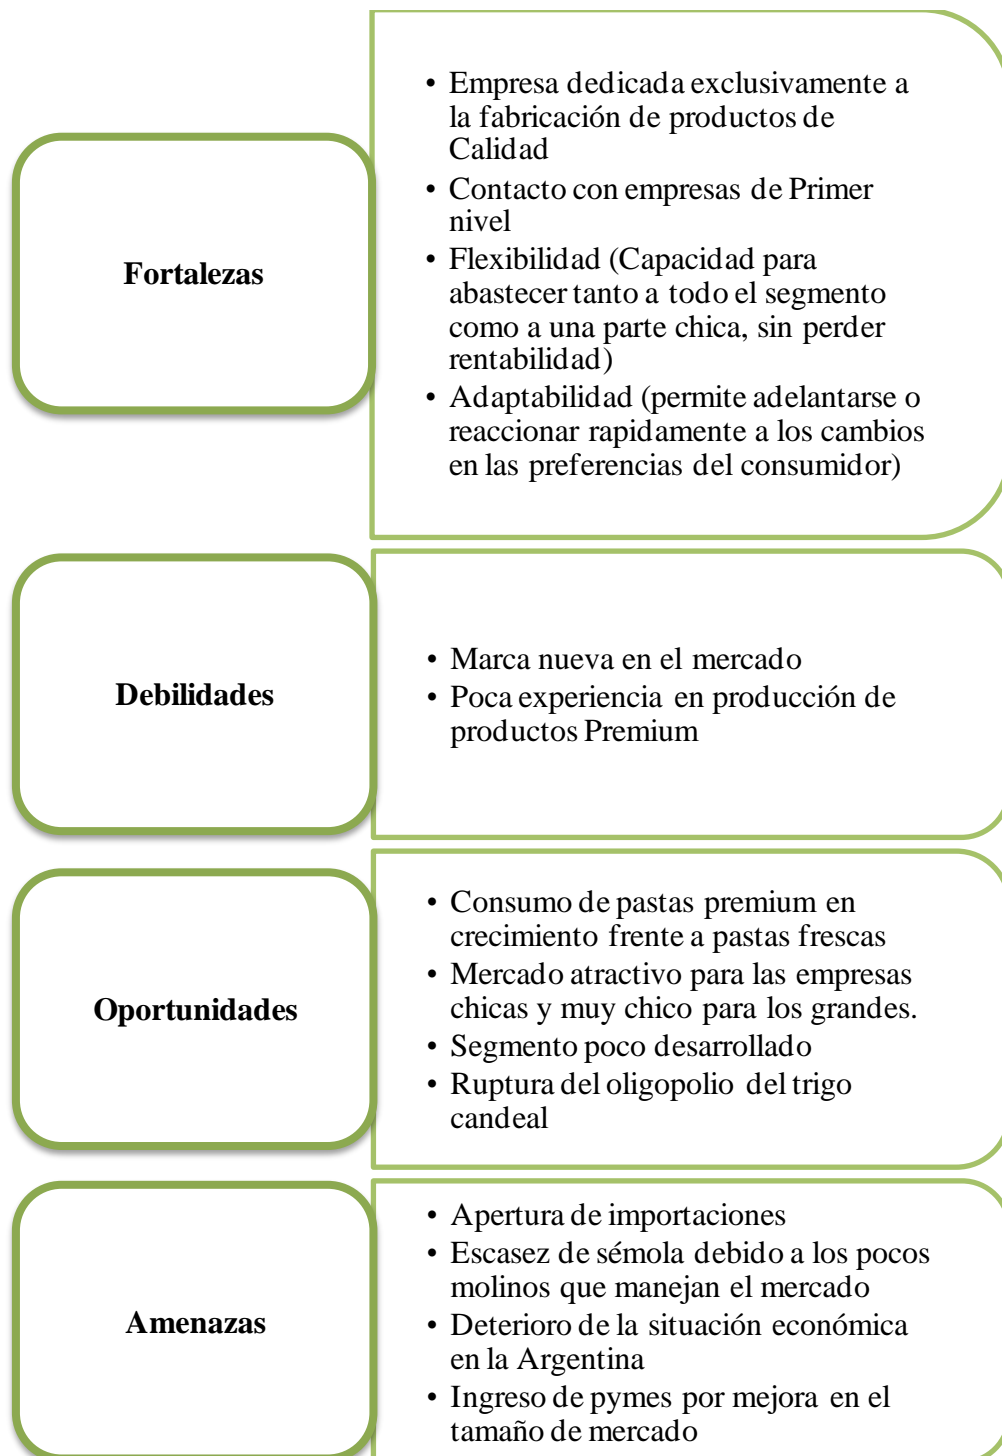 Fortalezas
• Empresa dedicada exclusivamente a
la fabricación de productos de
Calidad
• Contacto con empresas de Primer
nivel
• Flexibilidad (Capacidad para
abastecer tanto a todo el segmento
como a una parte chica, sin perder
rentabilidad)
• Adaptabilidad (permite adelantarse o
reaccionar rapidamente a los cambios
en las preferencias del consumidor)
Debilidades
• Marca nueva en el mercado
• Poca experiencia en producción de
productos Premium
Oportunidades
• Consumo de pastas premium en
crecimiento frente a pastas frescas
• Mercado atractivo para las empresas
chicas y muy chico para los grandes.
• Segmento poco desarrollado
• Ruptura del oligopolio del trigo
candeal
Amenazas
• Apertura de importaciones
• Escasez de sémola debido a los pocos
molinos que manejan el mercado
• Deterioro de la situación económica
en la Argentina
• Ingreso de pymes por mejora en el
tamaño de mercado